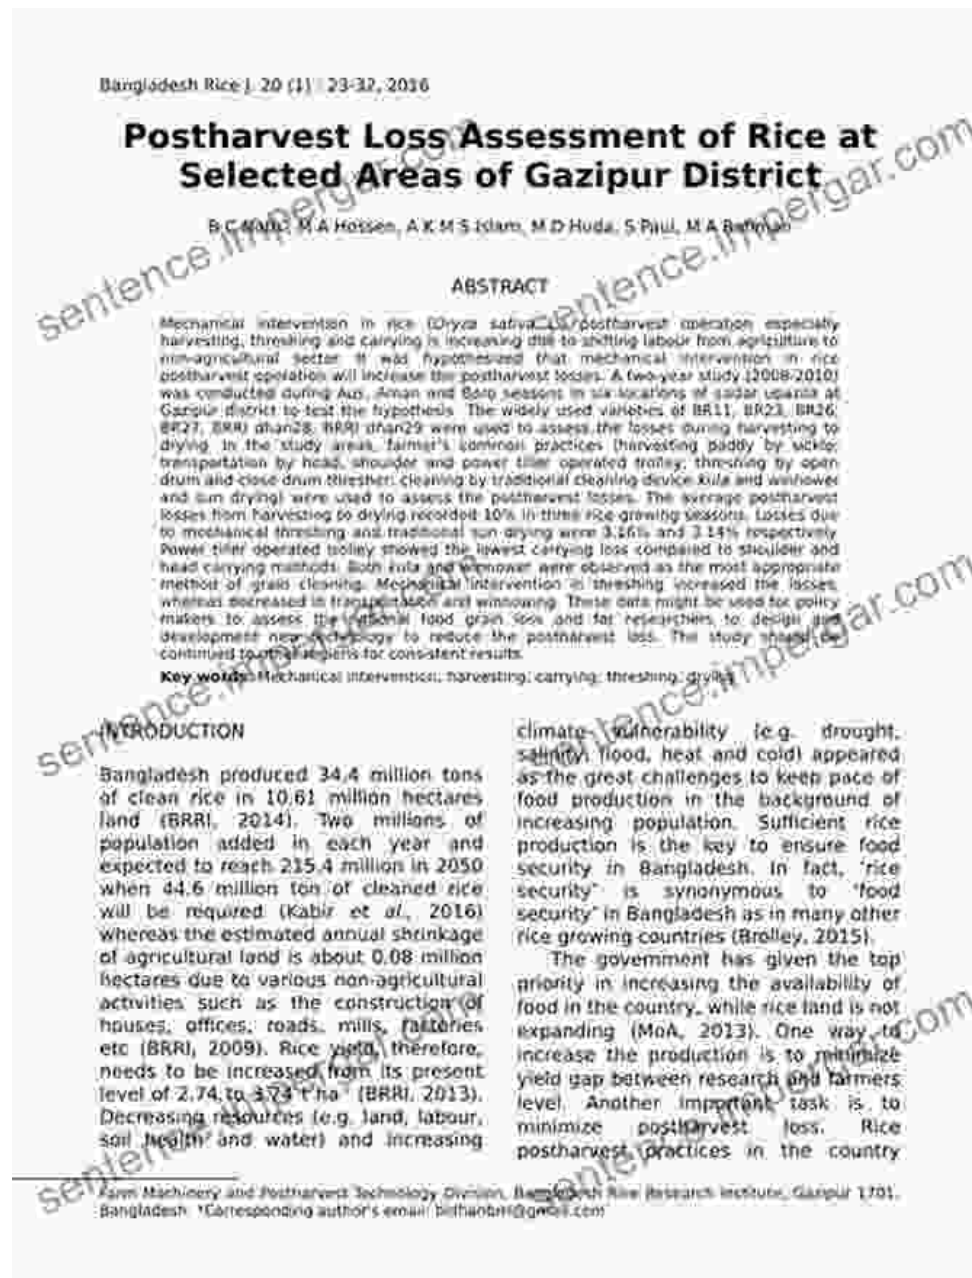 Bangladesh Rice J. 20 (1) : 23-32, 2016
Postharvest Loss Assessment of Rice at
Selected Areas of Gazipur District
B C Nath, M A Hossen, A K M S Islam, M D Huda, S Paul, M A Rahman
ABSTRACT
Mechanical intervention in rice (Oryza sativa L.) postharvest operation especially
harvesting, threshing and carrying is increasing due to shifting labour from agriculture to
non-agricultural sector. It was hypothesized that mechanical intervention in rice
postharvest operation will increase the postharvest losses. A two-year study (2008-2010)
was conducted during Aus, Aman and Boro seasons in six locations of sadar upazila at
Gazipur district to test the hypothesis. The widely used varieties of BR11, BR23, BR26,
BR27, BRRI dhan28, BRRI dhan29 were used to assess the losses during harvesting to
drying. In the study areas, farmer's common practices (harvesting paddy by sickle;
transportation by head, shoulder and power tiller operated trolley; threshing by open
drum and close drum thresher; cleaning by traditional cleaning device kula and winnower
and sun drying) were used to assess the postharvest losses. The average postharvest
losses from harvesting to drying recorded 10% in three rice growing seasons. Losses due
to mechanical threshing and traditional sun drying were 3.16% and 3.14% respectively.
Power tiller operated trolley showed the lowest carrying loss compared to shoulder and
head carrying methods. Both kula and winnower were observed as the most appropriate
method of grain cleaning. Mechanical intervention in threshing increased the losses,
whereas decreased in transportation and winnowing. These data might be used for policy
makers to assess the national food grain loss and for researchers to design and
development new technology to reduce the postharvest loss. The study should be
continued to other regions for consistent results.
Key words: Mechanical intervention, harvesting, carrying, threshing, drying
INTRODUCTION
Bangladesh produced 34.4 million tons
of clean rice in 10.61 million hectares
land (BRRI, 2014). Two millions of
population added in each year and
expected to reach 215.4 million in 2050
when 44.6 million ton of cleaned rice
will be required (Kabir et al., 2016)
whereas the estimated annual shrinkage
of agricultural land is about 0.08 million
hectares due to various non-agricultural
activities such as the construction of
houses, offices, roads, mills, factories
etc (BRRI, 2009). Rice yield, therefore,
needs to be increased from its present
level of 2.74 to 3.74 t ha (BRRI, 2013).
Decreasing resources (e.g. land, labour,
soil health and water) and increasing
climate vulnerability (e.g. drought,
salinity, flood, heat and cold) appeared
as the great challenges to keep pace of
food production in the background of
increasing population. Sufficient rice
production is the key to ensure food
security in Bangladesh. In fact, "rice
security" is synonymous to "food
security" in Bangladesh as in many other
rice growing countries (Brolley, 2015).
The government has given the top
priority in increasing the availability of
food in the country, while rice land is not
expanding (MoA, 2013). One way to
increase the production is to minimize
yield gap between research and farmers
level. Another important task is to
minimize postharvest loss. Rice
postharvest practices in the country
Farm Machinery and Postharvest Technology Division, Bangladesh Rice Research Institute, Gazipur 1701,
Bangladesh. *Corresponding author's email:
sentence.impergar.com
sentence.impergar.com
sentence.impergar.com
sentence.impergar.com
sentence.impergar.com
sentence.impergar.com